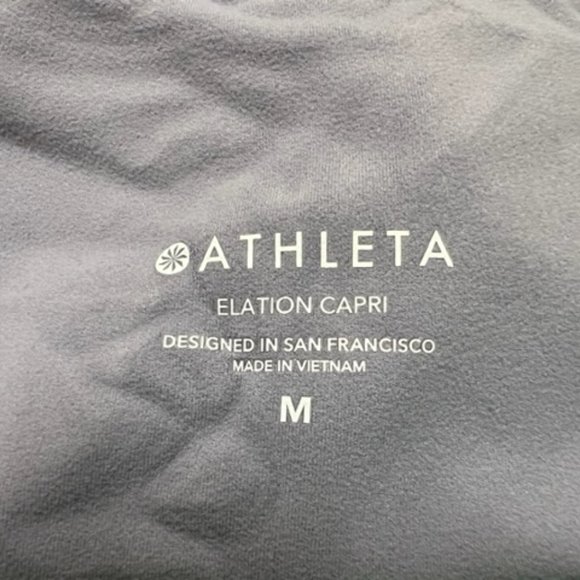 ATHLETA
ELATION CAPRI
DESIGNED IN SAN FRANCISCO
MADE IN VIETNAM
M